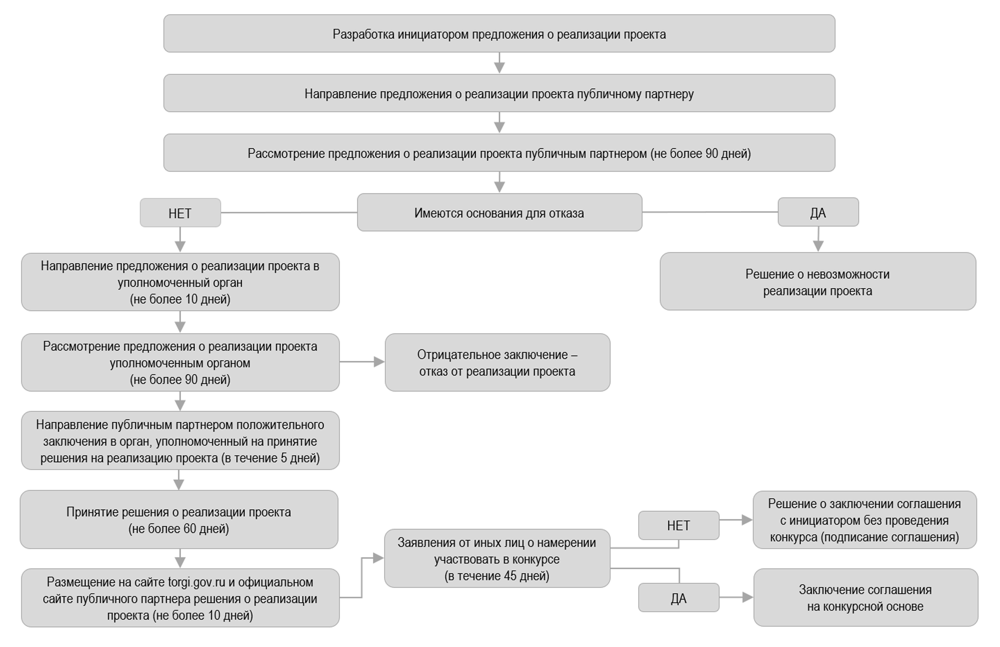 Разработка инициатором предложения о реализации проекта
Направление предложения о реализации проекта публичному партнеру
Рассмотрение предложения о реализации проекта публичным партнером (не более 90 дней)
НЕТ
Имеются основания для отказа
ДА
Направление предложения о реализации проекта в
уполномоченный орган
(не более 10 дней)
Решение о невозможности
реализации проекта
Рассмотрение предложения о реализации проекта
уполномоченным органом
(не более 90 дней)
Отрицательное заключение –
отказ от реализации проекта
Направление публичным партнером положительного
заключения в орган, уполномоченный на принятие
решения на реализацию проекта (в течение 5 дней)
Принятие решения о реализации проекта
(не более 60 дней)
Размещение на сайте torgi.gov.ru и официальном
сайте публичного партнера решения о реализации
проекта (не более 10 дней)
Заявления от иных лиц о намерении
участвовать в конкурсе
(в течение 45 дней)
НЕТ
Решение о заключении соглашения
с инициатором без проведения
конкурса (подписание соглашения)
ДА
Заключение соглашения
на конкурсной основе